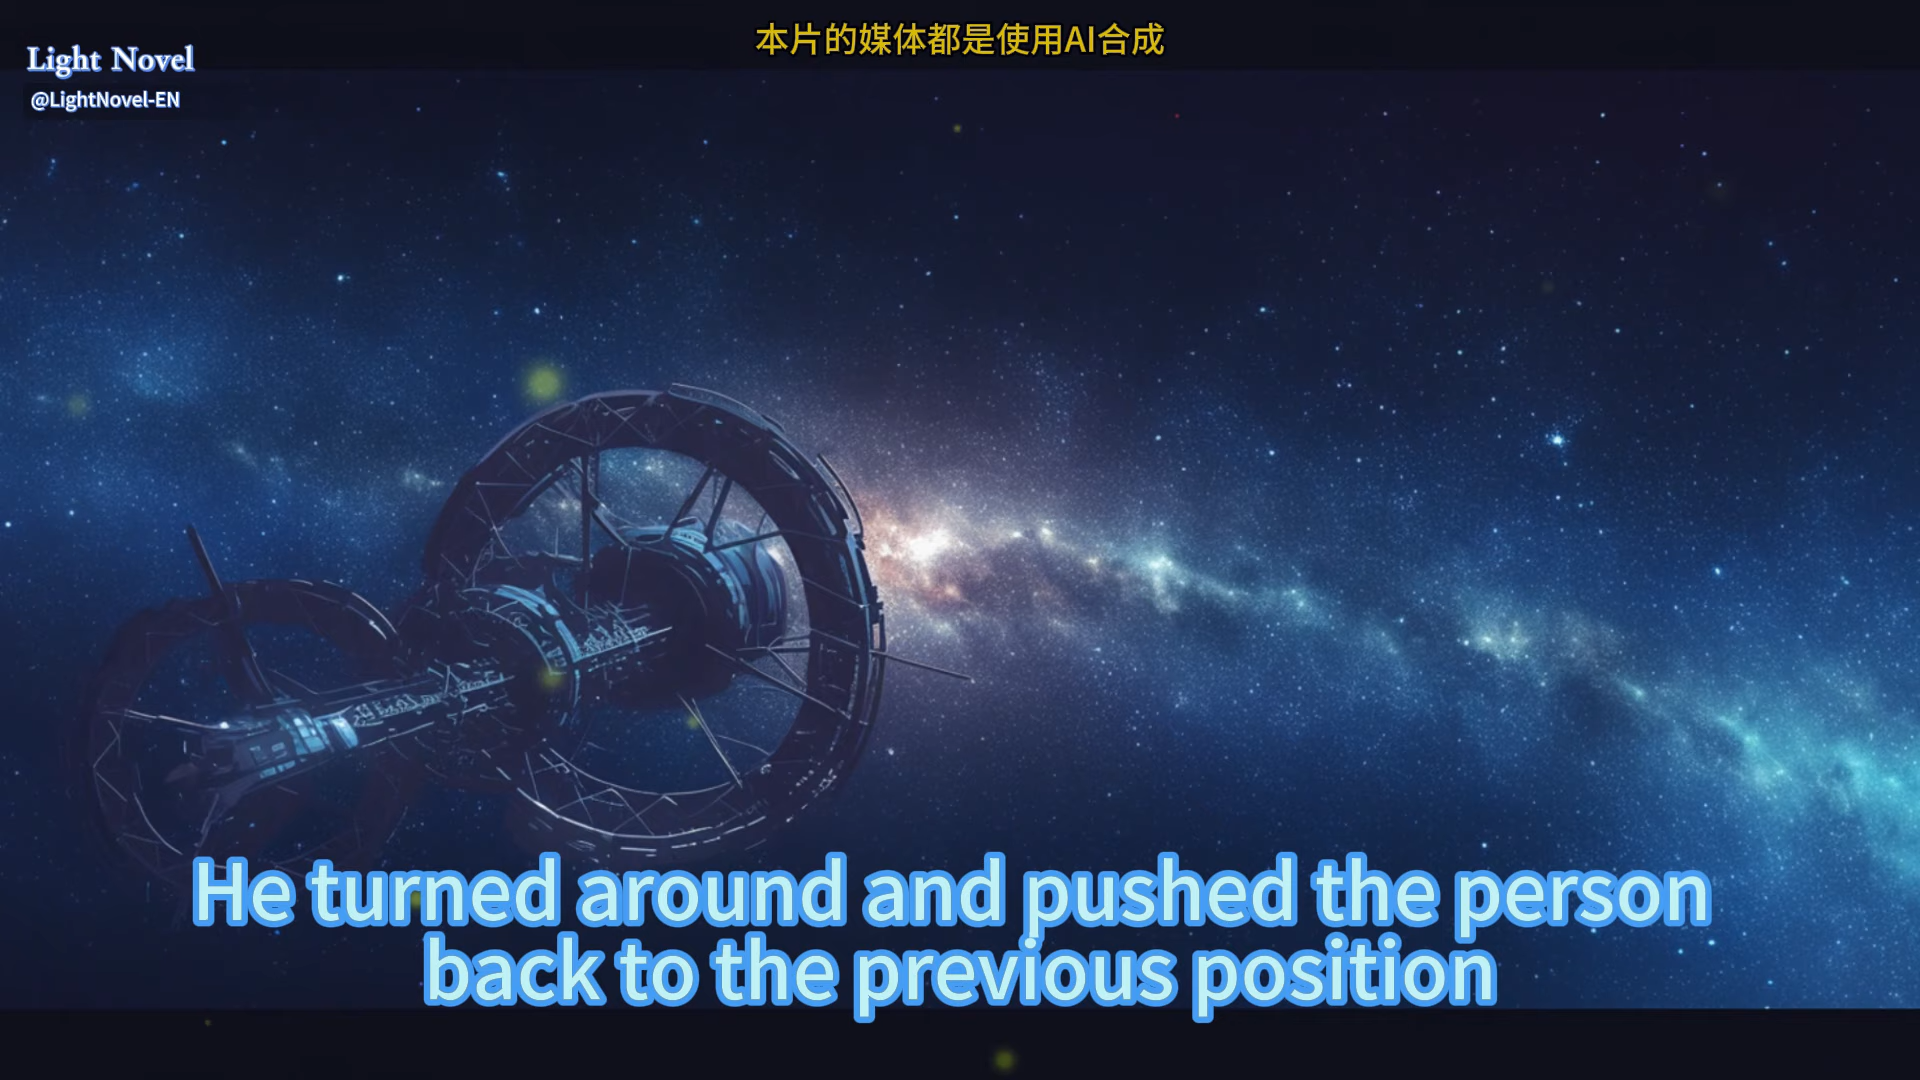 本片的媒体都是使用AI合成
Light Novel
@LightNovel-EN
He turned around and pushed the person
back to the previous position